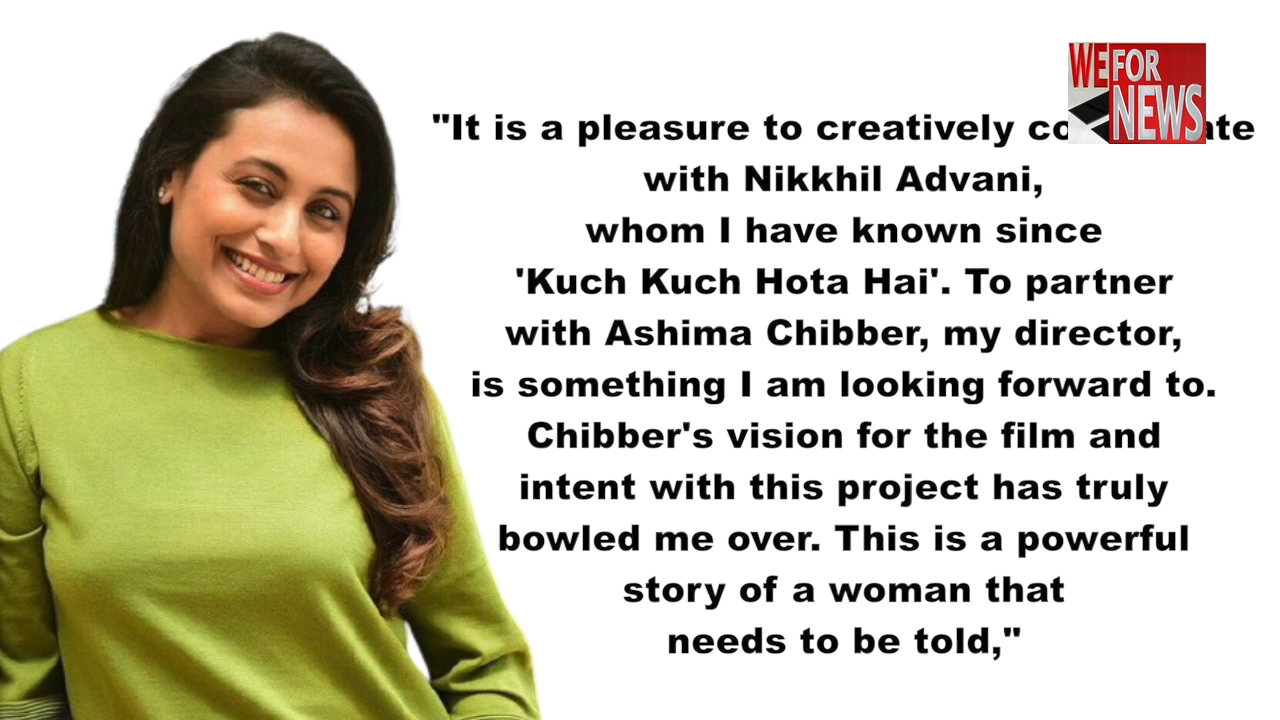 WE FOR
NEWS
"It is a pleasure to creatively
with Nikkhil Advani,
whom I have known since
'Kuch Kuch Hota Hai'. To partner
with Ashima Chibber, my director,
is something I am looking forward to.
Chibber's vision for the film and
intent with this project has truly
bowled me over. This is a powerful
story of a woman that
needs to be told,"